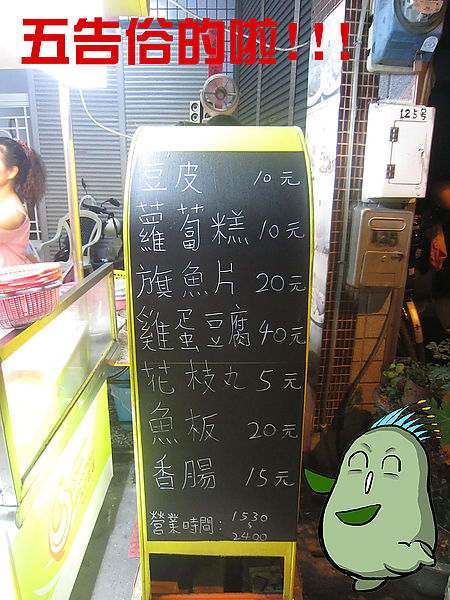 五告俗的啦!!!
125号
豆皮 10元
蘿蔔糕 10元
旗魚片 20元
雞蛋豆腐 40元
花枝丸 5元
魚板 20元
香腸 15元
營業時間: 1530
~
2400